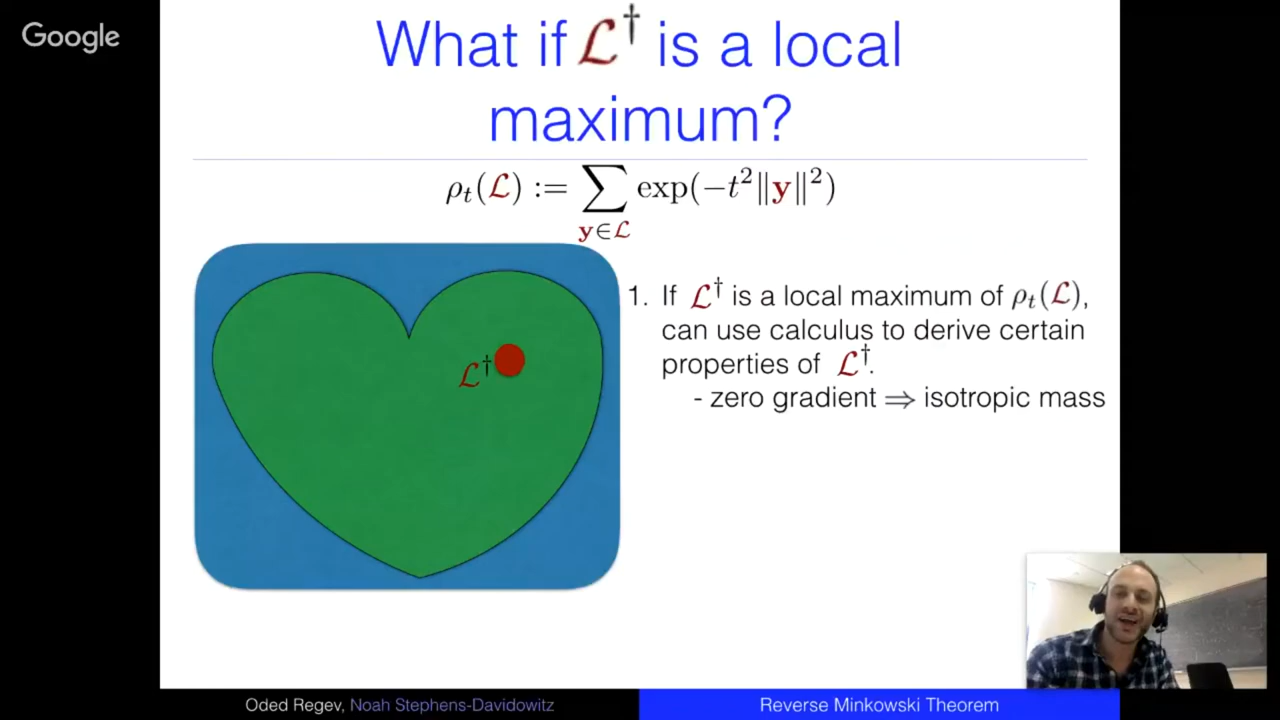 Google
What if ℒ† is a local
maximum?
ρₜ(ℒ) := ∑ exp(−t²‖y‖²)
y∈ℒ
1. If ℒ† is a local maximum of ρₜ(ℒ),
can use calculus to derive certain
properties of ℒ†.
- zero gradient ⇒ isotropic mass
ℒ†
Oded Regev, Noah Stephens-Davidowitz
Reverse Minkowski Theorem